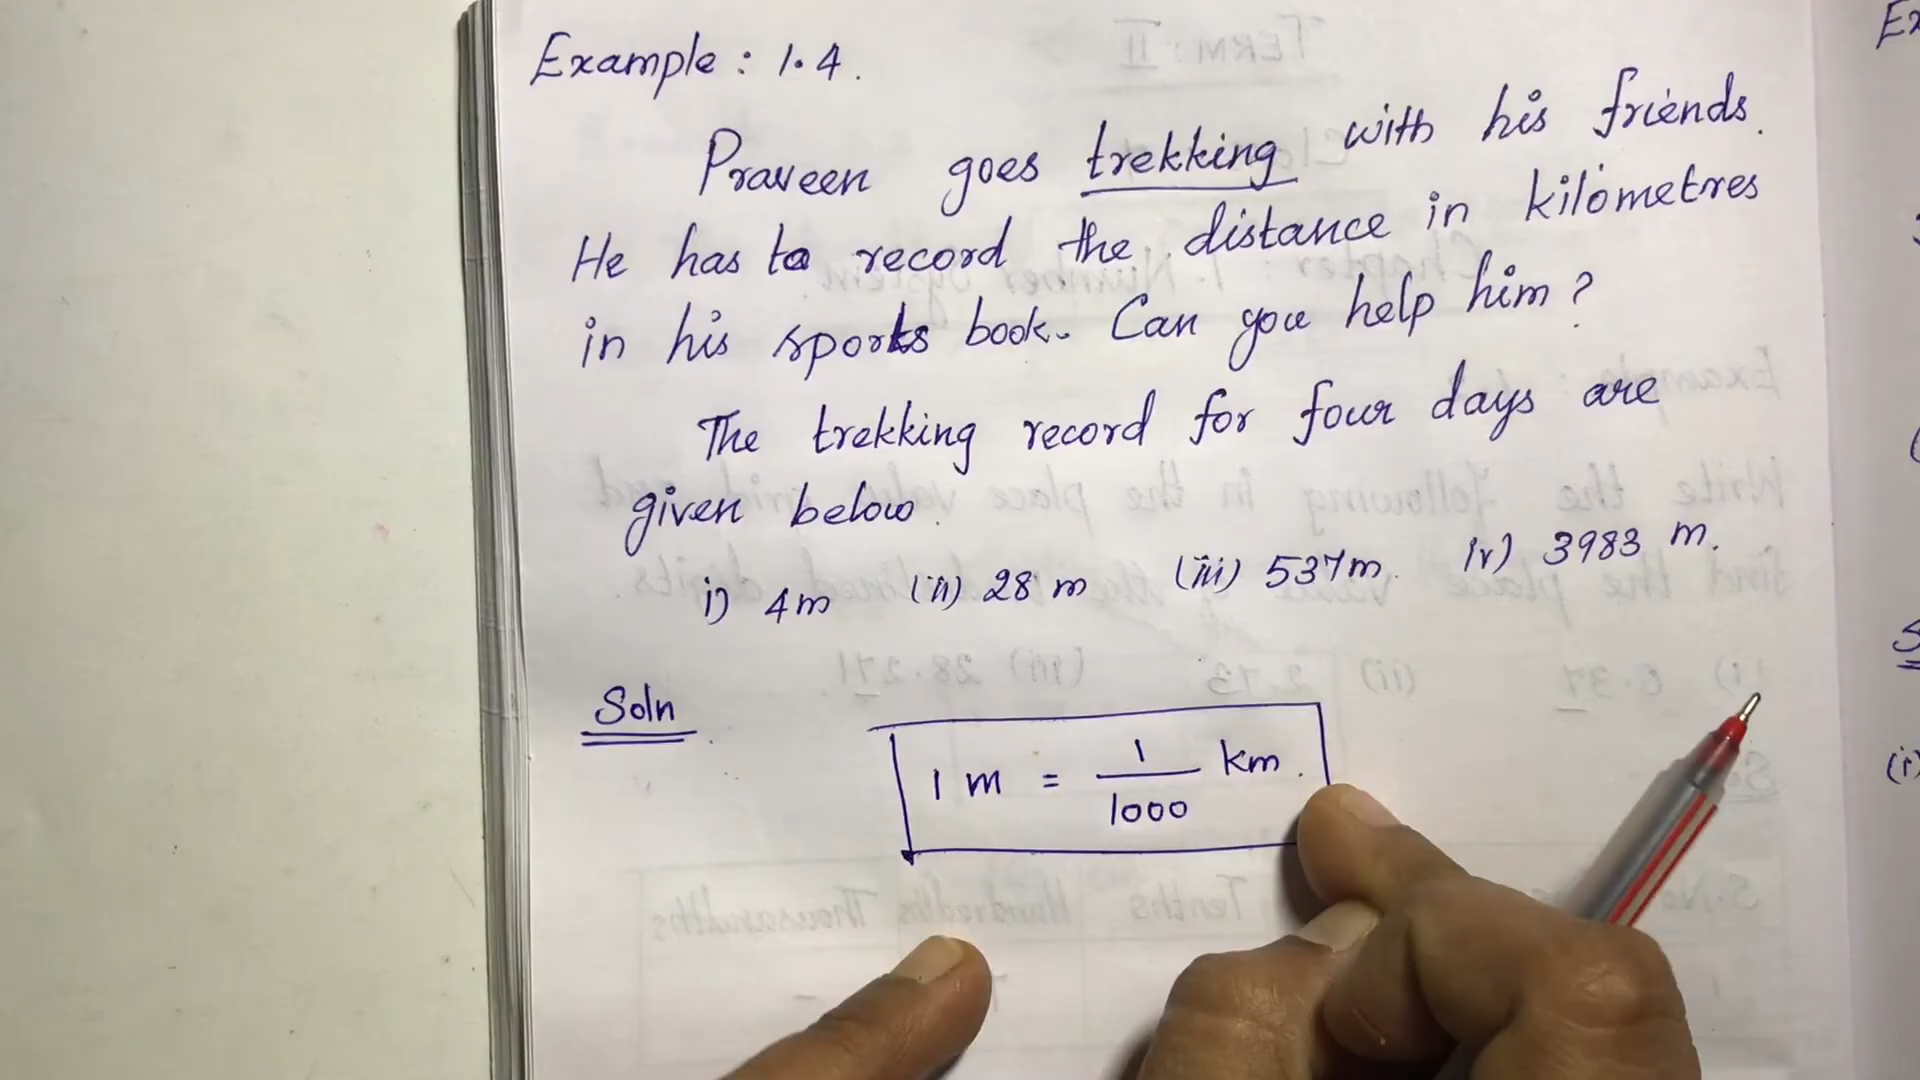 Example : 1.4.
Praveen goes trekking with his friends.
He has to record the distance in kilometres
in his sports book. Can you help him?
The trekking record for four days are
given below.
i) 4m (ii) 28 m (iii) 537m. iv) 3983 m.
Soln
1 m = 1/1000 km.